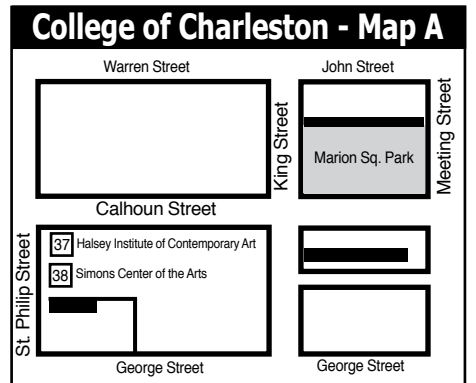 College of Charleston - Map A
Warren Street
John Street
King Street
Meeting Street
Marion Sq. Park
Calhoun Street
St. Philip Street
37 Halsey Institute of Contemporary Art
38 Simons Center of the Arts
George Street
George Street